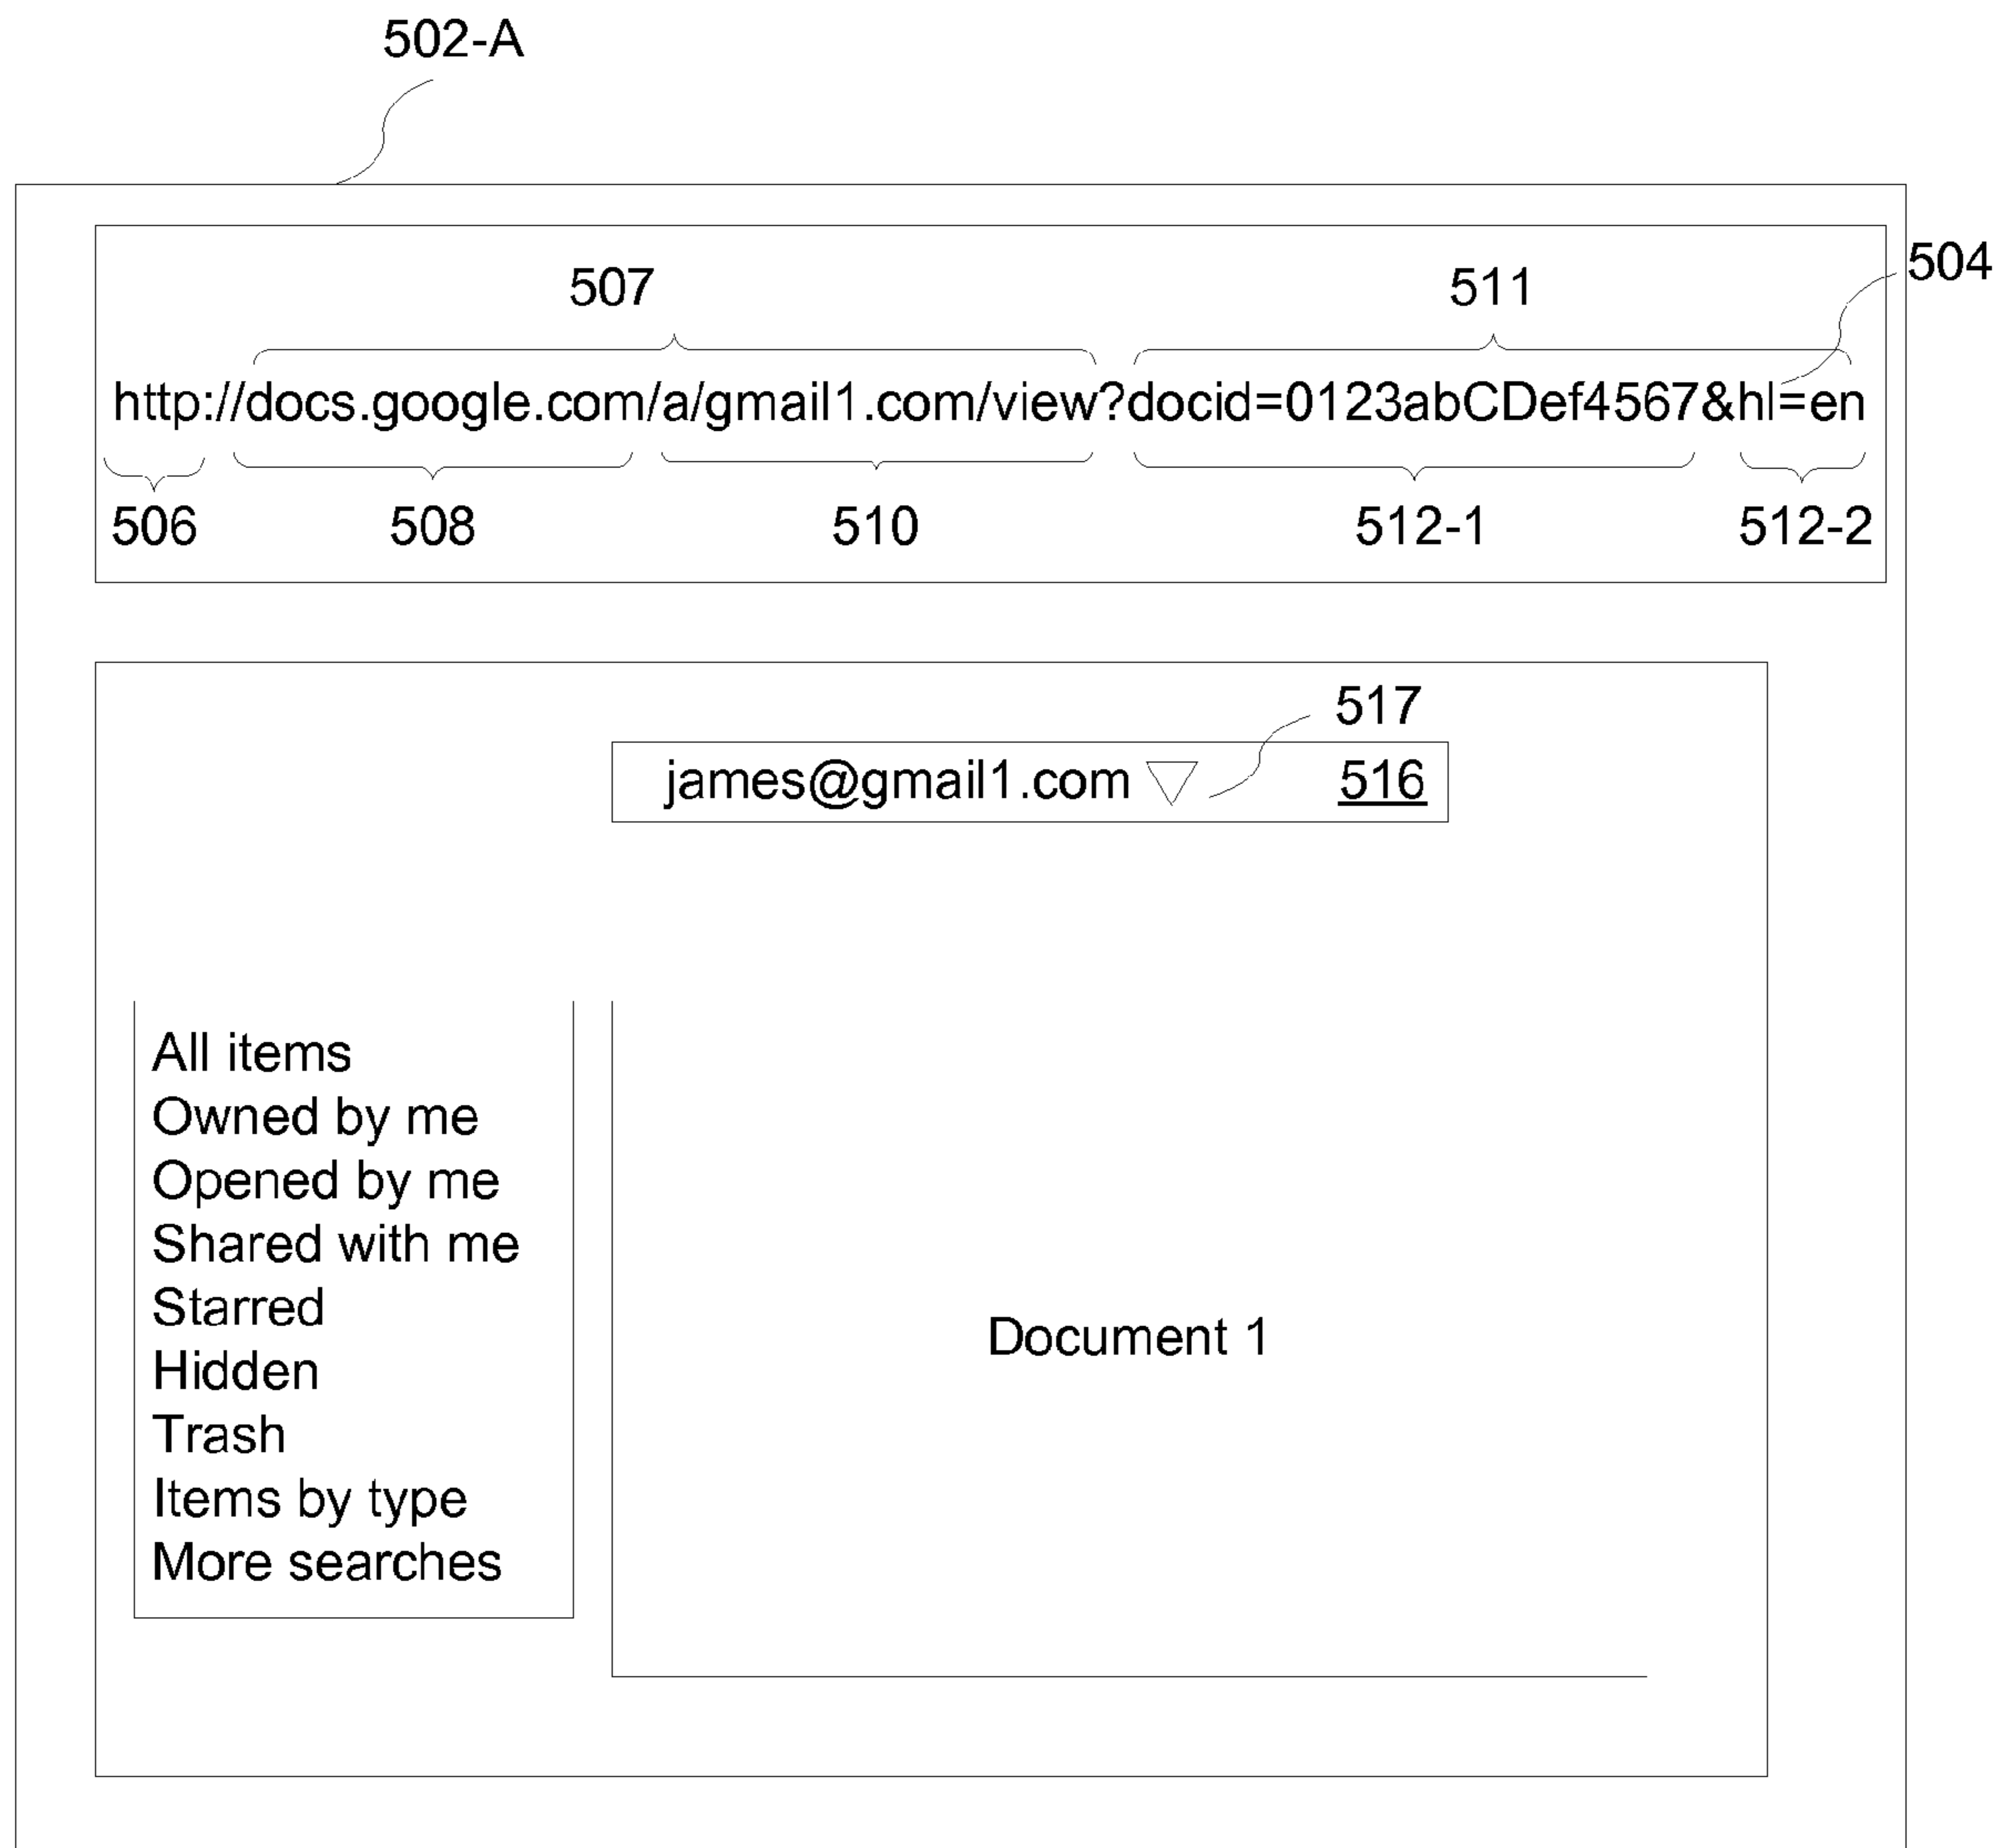 502-A
504
507 511
http://docs.google.com/a/gmail1.com/view?docid=0123abCDef4567&hl=en
506 508 510 512-1 512-2
517
james@gmail1.com 516
All items
Owned by me
Opened by me
Shared with me
Starred
Hidden
Trash
Items by type
More searches
Document 1